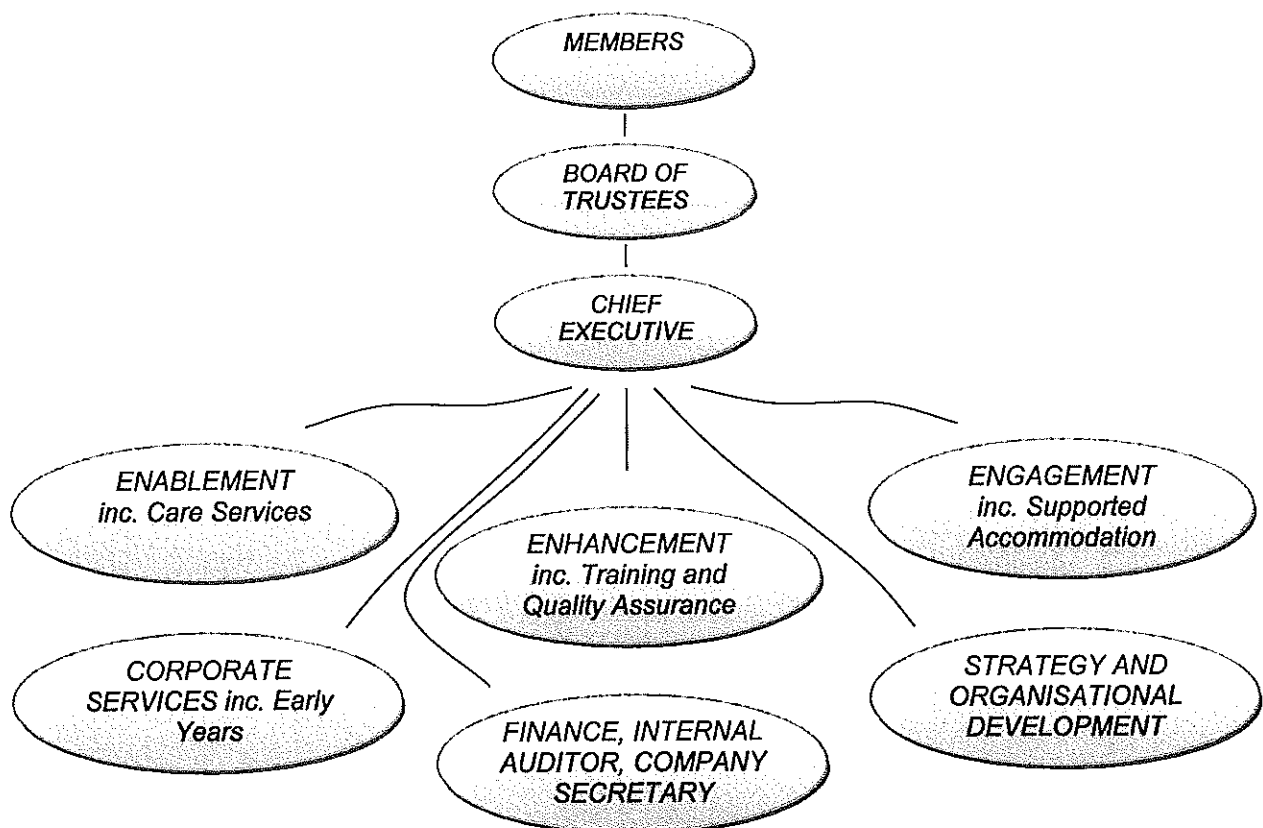 MEMBERS
BOARD OF
TRUSTEES
CHIEF
EXECUTIVE
ENABLEMENT
inc. Care Services
ENGAGEMENT
inc. Supported
Accommodation
ENHANCEMENT
inc. Training and
Quality Assurance
CORPORATE
SERVICES inc. Early
Years
STRATEGY AND
ORGANISATIONAL
DEVELOPMENT
FINANCE, INTERNAL
AUDITOR, COMPANY
SECRETARY